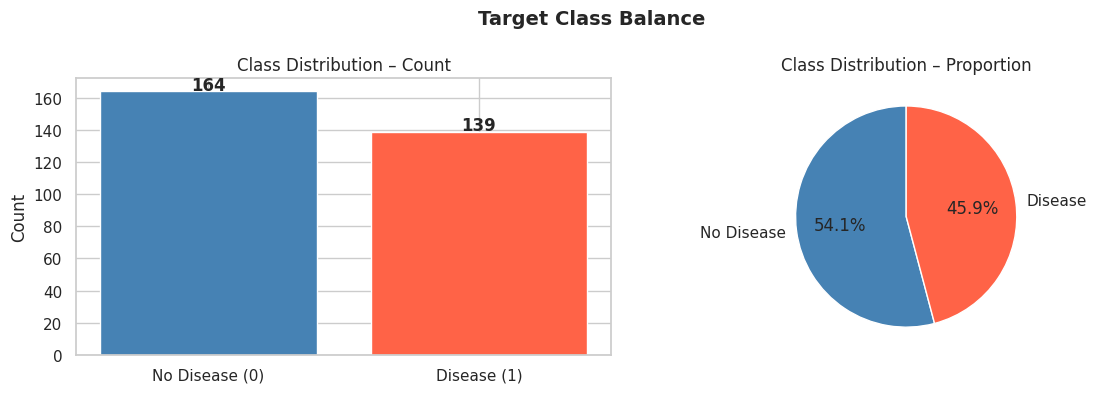 Target Class Balance
Class Distribution – Count
164
139
160
140
120
100
80
60
40
20
0
Count
No Disease (0)
Disease (1)
Class Distribution – Proportion
No Disease
54.1%
45.9%
Disease